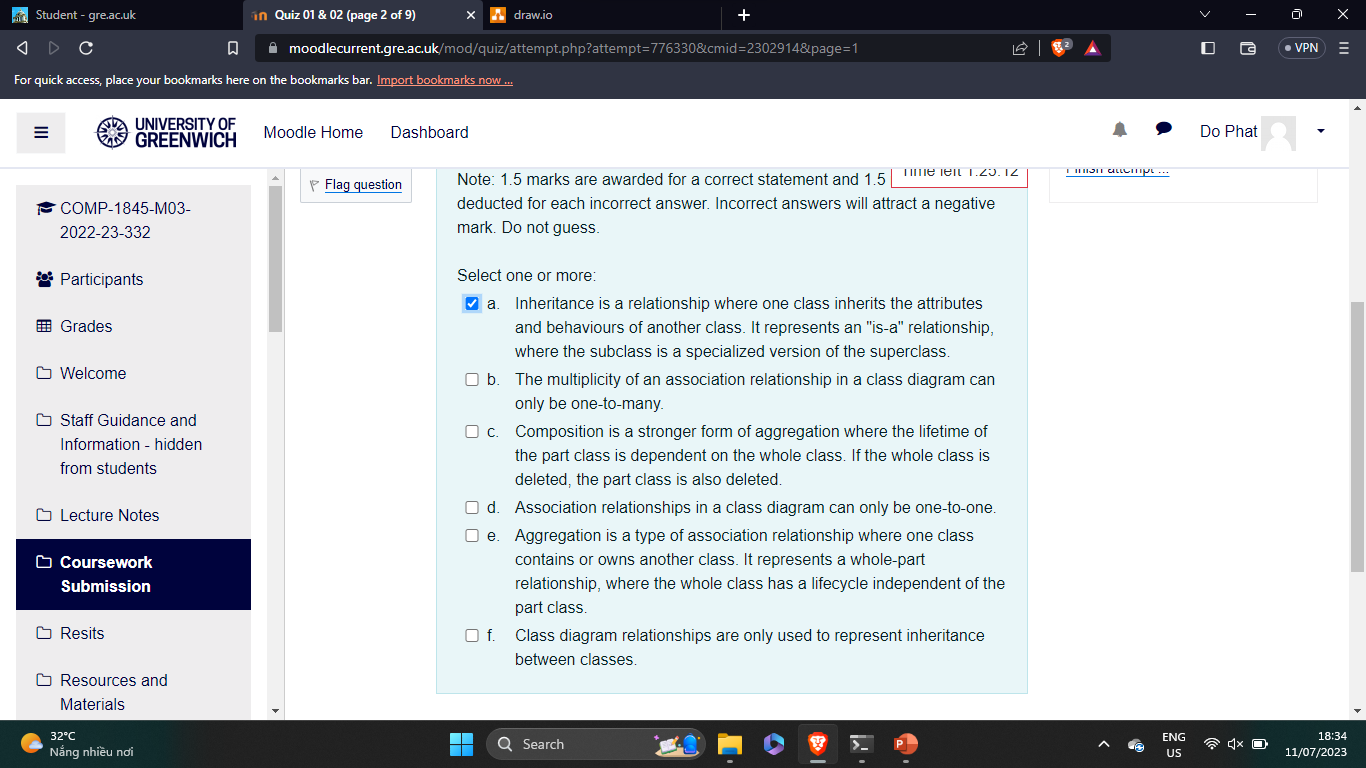 Student - gre.ac.uk
Quiz 01 & 02 (page 2 of 9)
draw.io
moodlecurrent.gre.ac.uk/mod/quiz/attempt.php?attempt=776330&cmid=2302914&page=1
2
VPN
For quick access, place your bookmarks here on the bookmarks bar. Import bookmarks now ...
UNIVERSITY OF
GREENWICH
Moodle Home
Dashboard
Do Phat
COMP-1845-M03-
2022-23-332
Participants
Grades
Welcome
Staff Guidance and
Information - hidden
from students
Lecture Notes
Coursework
Submission
Resits
Resources and
Materials
Flag question
Time left 1:25:12
Finish attempt ...
Note: 1.5 marks are awarded for a correct statement and 1.5
deducted for each incorrect answer. Incorrect answers will attract a negative
mark. Do not guess.
Select one or more:
a. Inheritance is a relationship where one class inherits the attributes
and behaviours of another class. It represents an "is-a" relationship,
where the subclass is a specialized version of the superclass.
b. The multiplicity of an association relationship in a class diagram can
only be one-to-many.
c. Composition is a stronger form of aggregation where the lifetime of
the part class is dependent on the whole class. If the whole class is
deleted, the part class is also deleted.
d. Association relationships in a class diagram can only be one-to-one.
e. Aggregation is a type of association relationship where one class
contains or owns another class. It represents a whole-part
relationship, where the whole class has a lifecycle independent of the
part class.
f. Class diagram relationships are only used to represent inheritance
between classes.
32°C
Nắng nhiều nơi
Search
ENG
US
18:34
11/07/2023